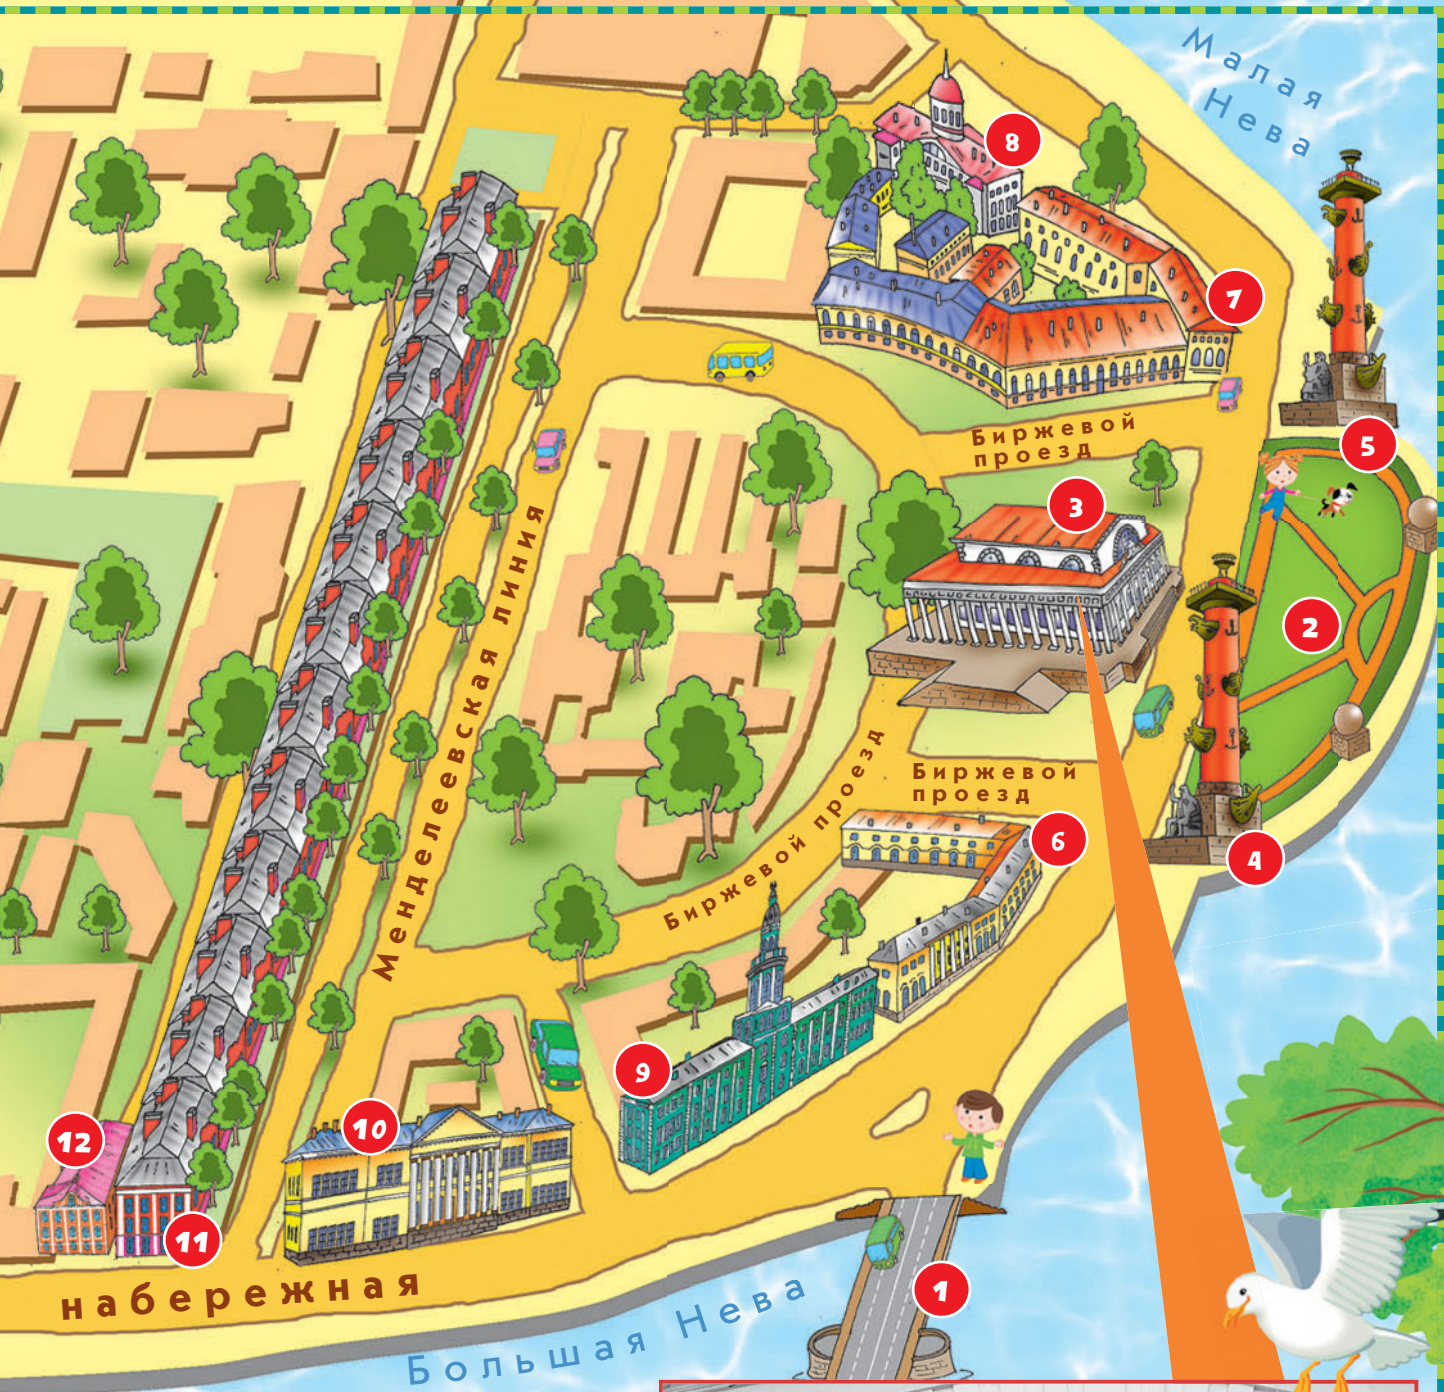 Малая
Нева
8
7
5
Биржевой
проезд
3
2
Менделеевская линия
Биржевой проезд
Биржевой
проезд
6
4
9
10
12
11
набережная
1
Большая Нева